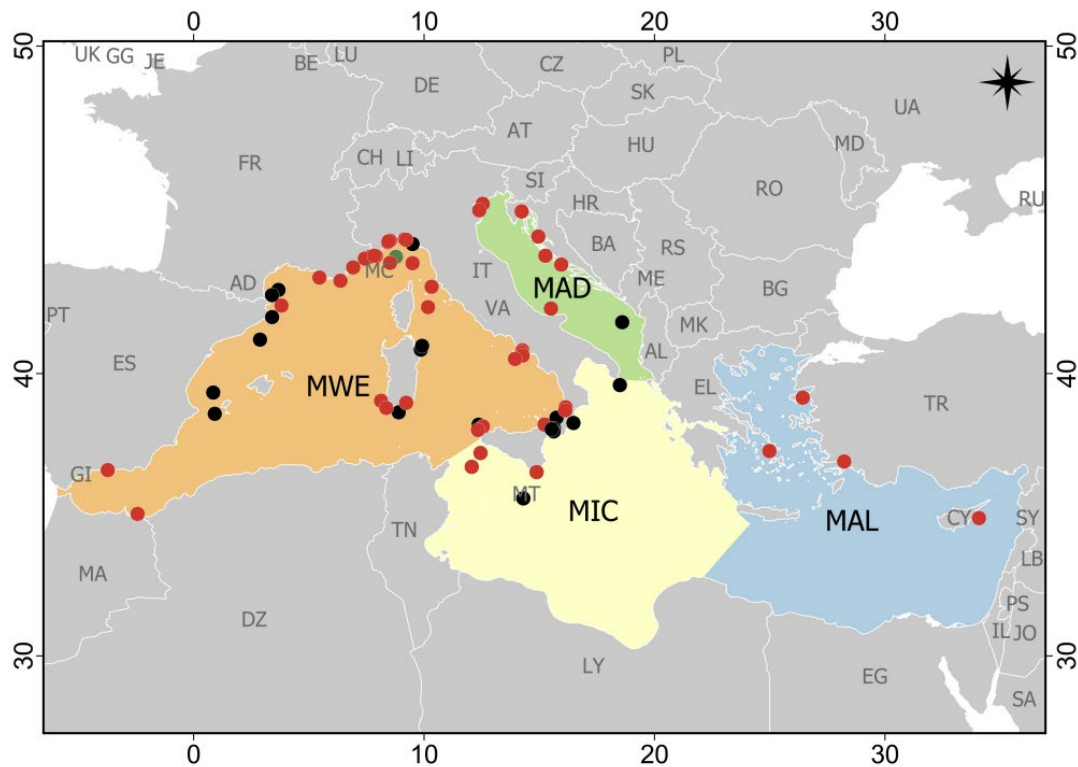 0 10 20 30
50 50
UK GG JE BE LU DE CZ PL
SK UA
AT
FR CH LI HU MD
SI RO RU
HR
BA RS
AD MC IT ME BG
VA MAD
PT MK
AL
ES 40 40
MWE EL TR
GI
MT
MIC MAL CY SY
TN LB
MA PS
DZ IL JO
LY EG
30 30
SA
0 10 20 30